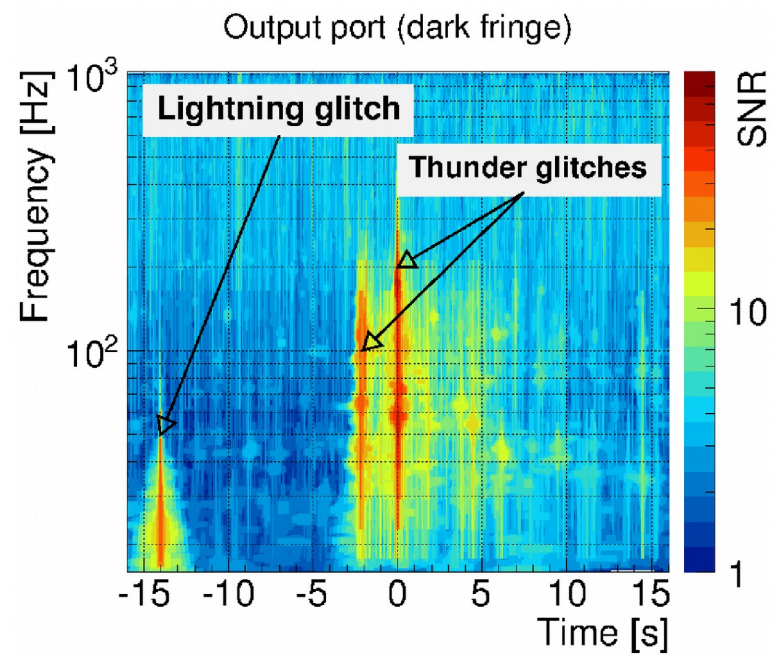 Output port (dark fringe)
Frequency [Hz]
10³
10²
Lightning glitch
Thunder glitches
SNR
10
1
-15 -10 -5 0 5 10 15
Time [s]